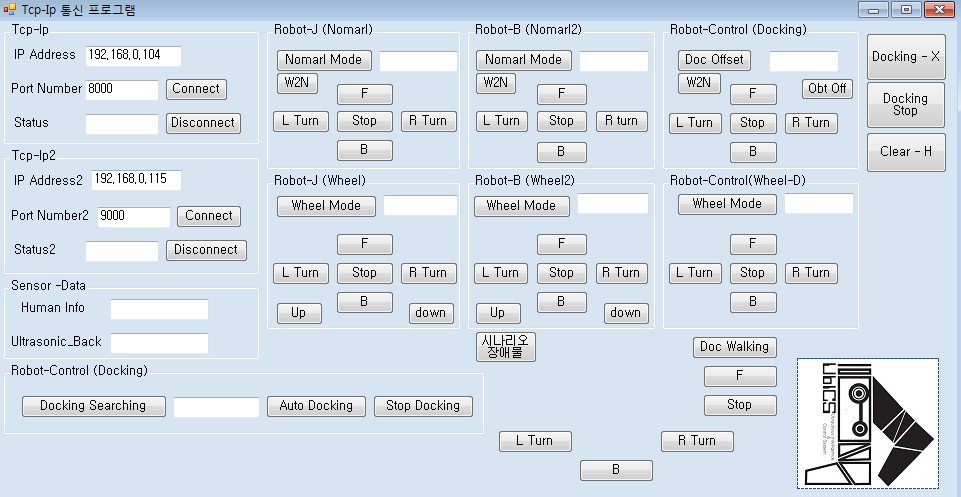 Tcp-Ip 통신 프로그램
Tcp-Ip
IP Address 192,168,0,104
Port Number 8000 Connect
Status Disconnect
Tcp-Ip2
IP Address2 192,168,0,115
Port Number2 9000 Connect
Status2 Disconnect
Sensor -Data
Human Info
Ultrasonic_Back
Robot-Control (Docking)
Docking Searching Auto Docking Stop Docking
Robot-J (Nomarl)
Nomarl Mode
W2N
F
L Turn Stop R Turn
B
Robot-B (Nomarl2)
Nomarl Mode
W2N
F
L Turn Stop R turn
B
Robot-Control (Docking)
Doc Offset
W2N
F Obt Off
L Turn Stop R Turn
B
Docking - X
Docking
Stop
Clear - H
Robot-J (Wheel)
Wheel Mode
F
L Turn Stop R Turn
B
Up down
Robot-B (Wheel2)
Wheel Mode
F
L Turn Stop R Turn
B
Up down
Robot-Control(Wheel-D)
Wheel Mode
F
L Turn Stop R Turn
B
시나리오
장애물
Doc Walking
F
Stop
L Turn R Turn
B
UbiCS